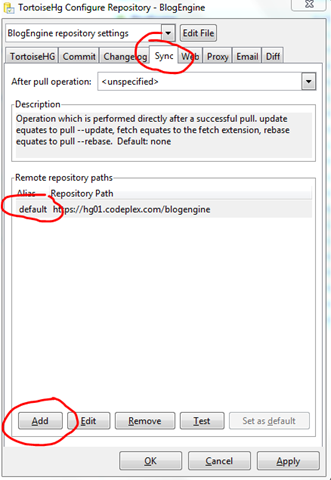 TortoiseHg Configure Repository - BlogEngine
BlogEngine repository settings
Edit File
TortoiseHG Commit Changelog Sync Web Proxy Email Diff
After pull operation: <unspecified>
Description
Operation which is performed directly after a successful pull. update
equates to pull --update, fetch equates to the fetch extension, rebase
equates to pull --rebase. Default: none
Remote repository paths
Alias Repository Path
default https://hg01.codeplex.com/blogengine
Add Edit Remove Test Set as default
OK Cancel Apply